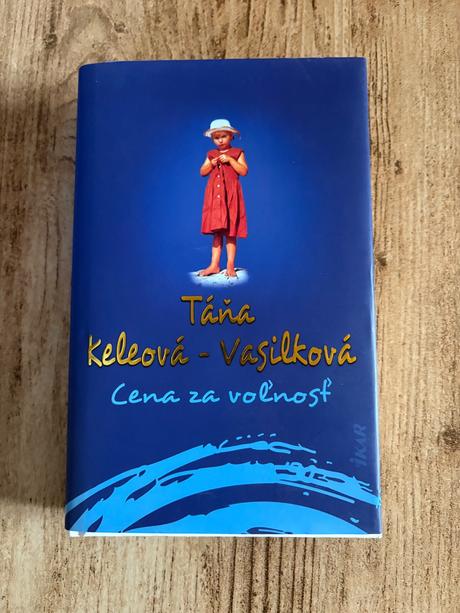 Táňa
Keleová - Vasilková
Cena za voľnosť
IKAR